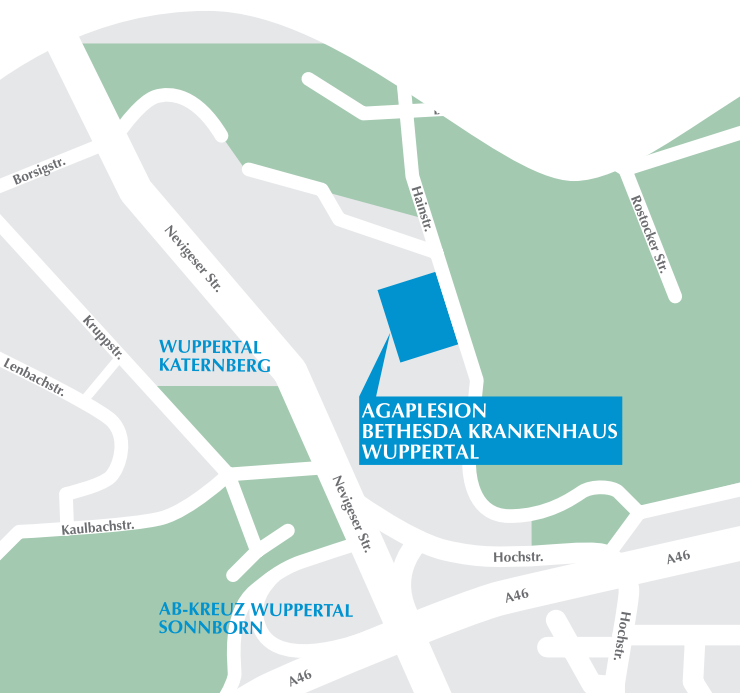 Borsigstr.
Hainstr.
Rostocker Str.
Nevigeser Str.
Kruppstr.
WUPPERTAL
KATERNBERG
Lenbachstr.
AGAPLESION
BETHESDA KRANKENHAUS
WUPPERTAL
Nevigeser Str.
Kaulbachstr.
Hochstr.
A46
A46
AB-KREUZ WUPPERTAL
SONNBORN
Hochstr.
A46